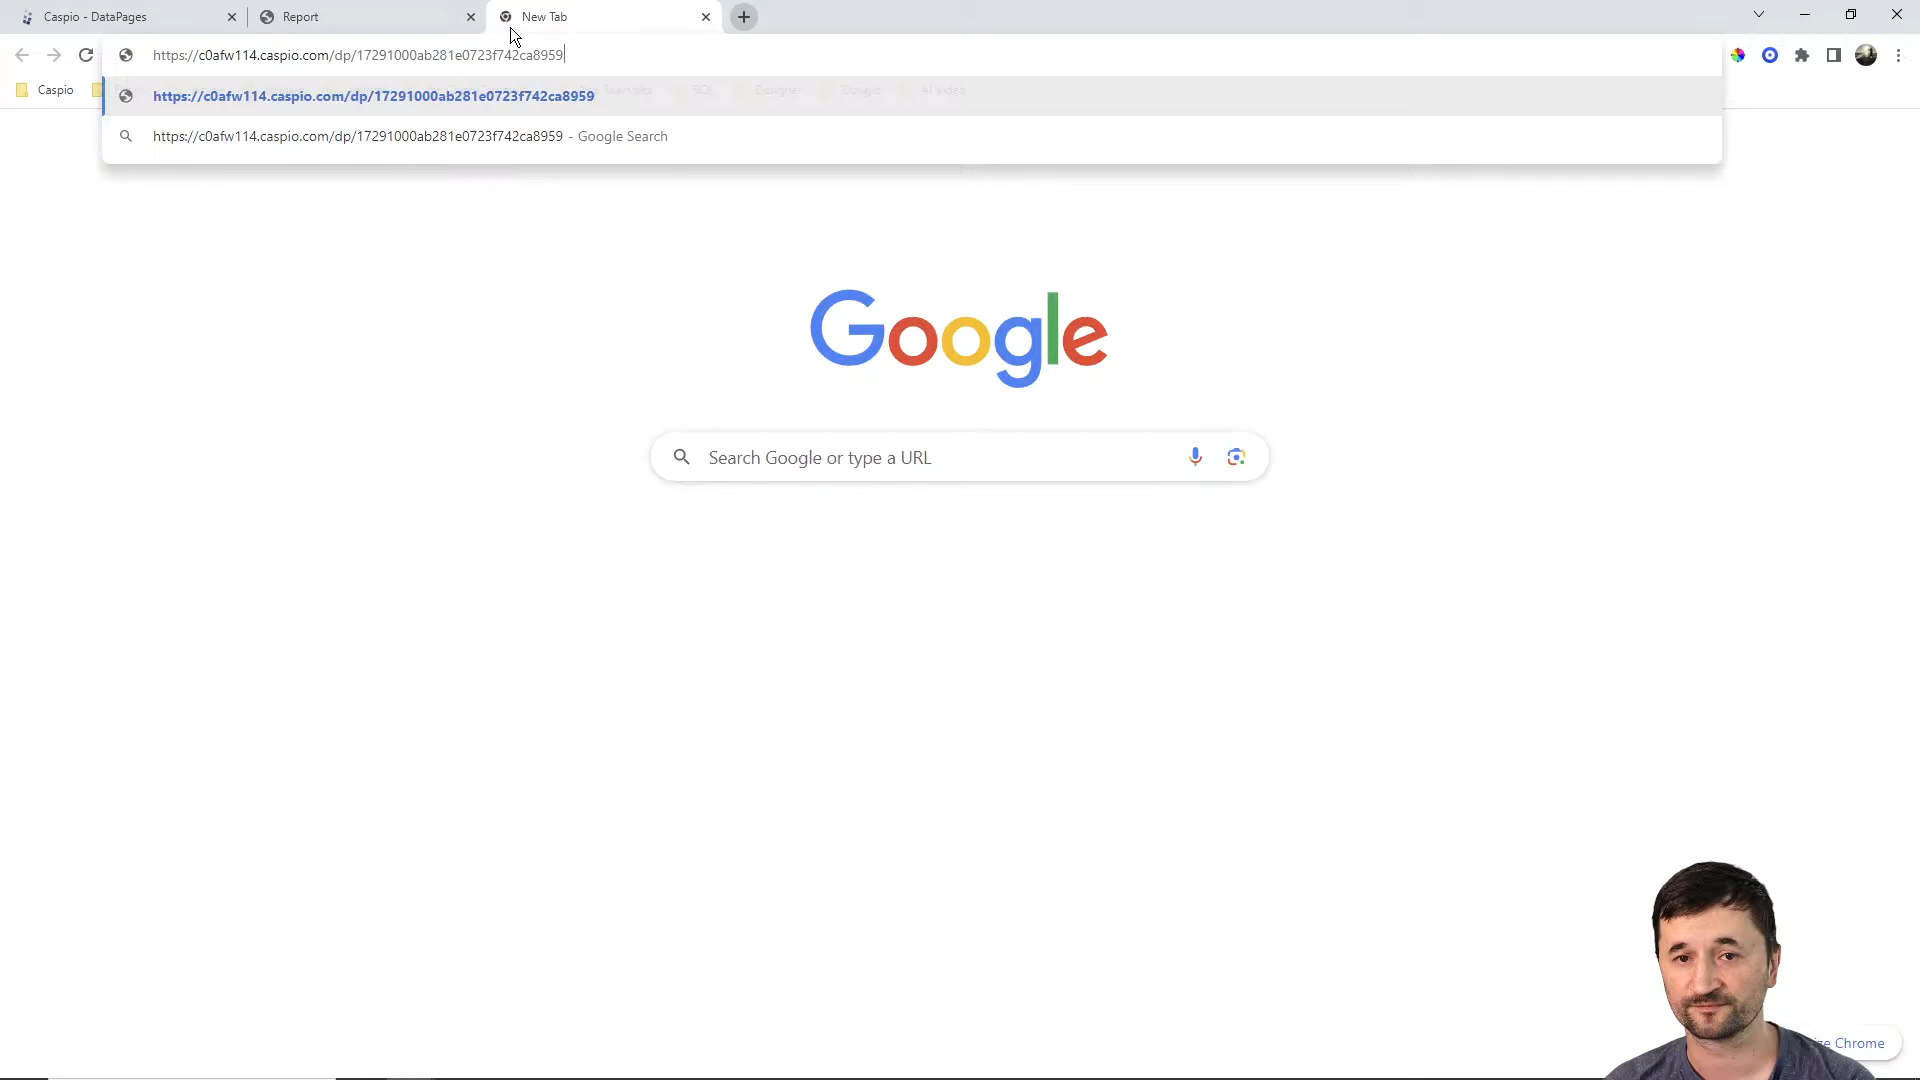 Caspio - DataPages
Report
New Tab
https://c0afw114.caspio.com/dp/17291000ab281e0723f742ca8959
Caspio
https://c0afw114.caspio.com/dp/17291000ab281e0723f742ca8959
Examples SQL Designer Google AI Video
https://c0afw114.caspio.com/dp/17291000ab281e0723f742ca8959 - Google Search
Google
Search Google or type a URL
Chrome